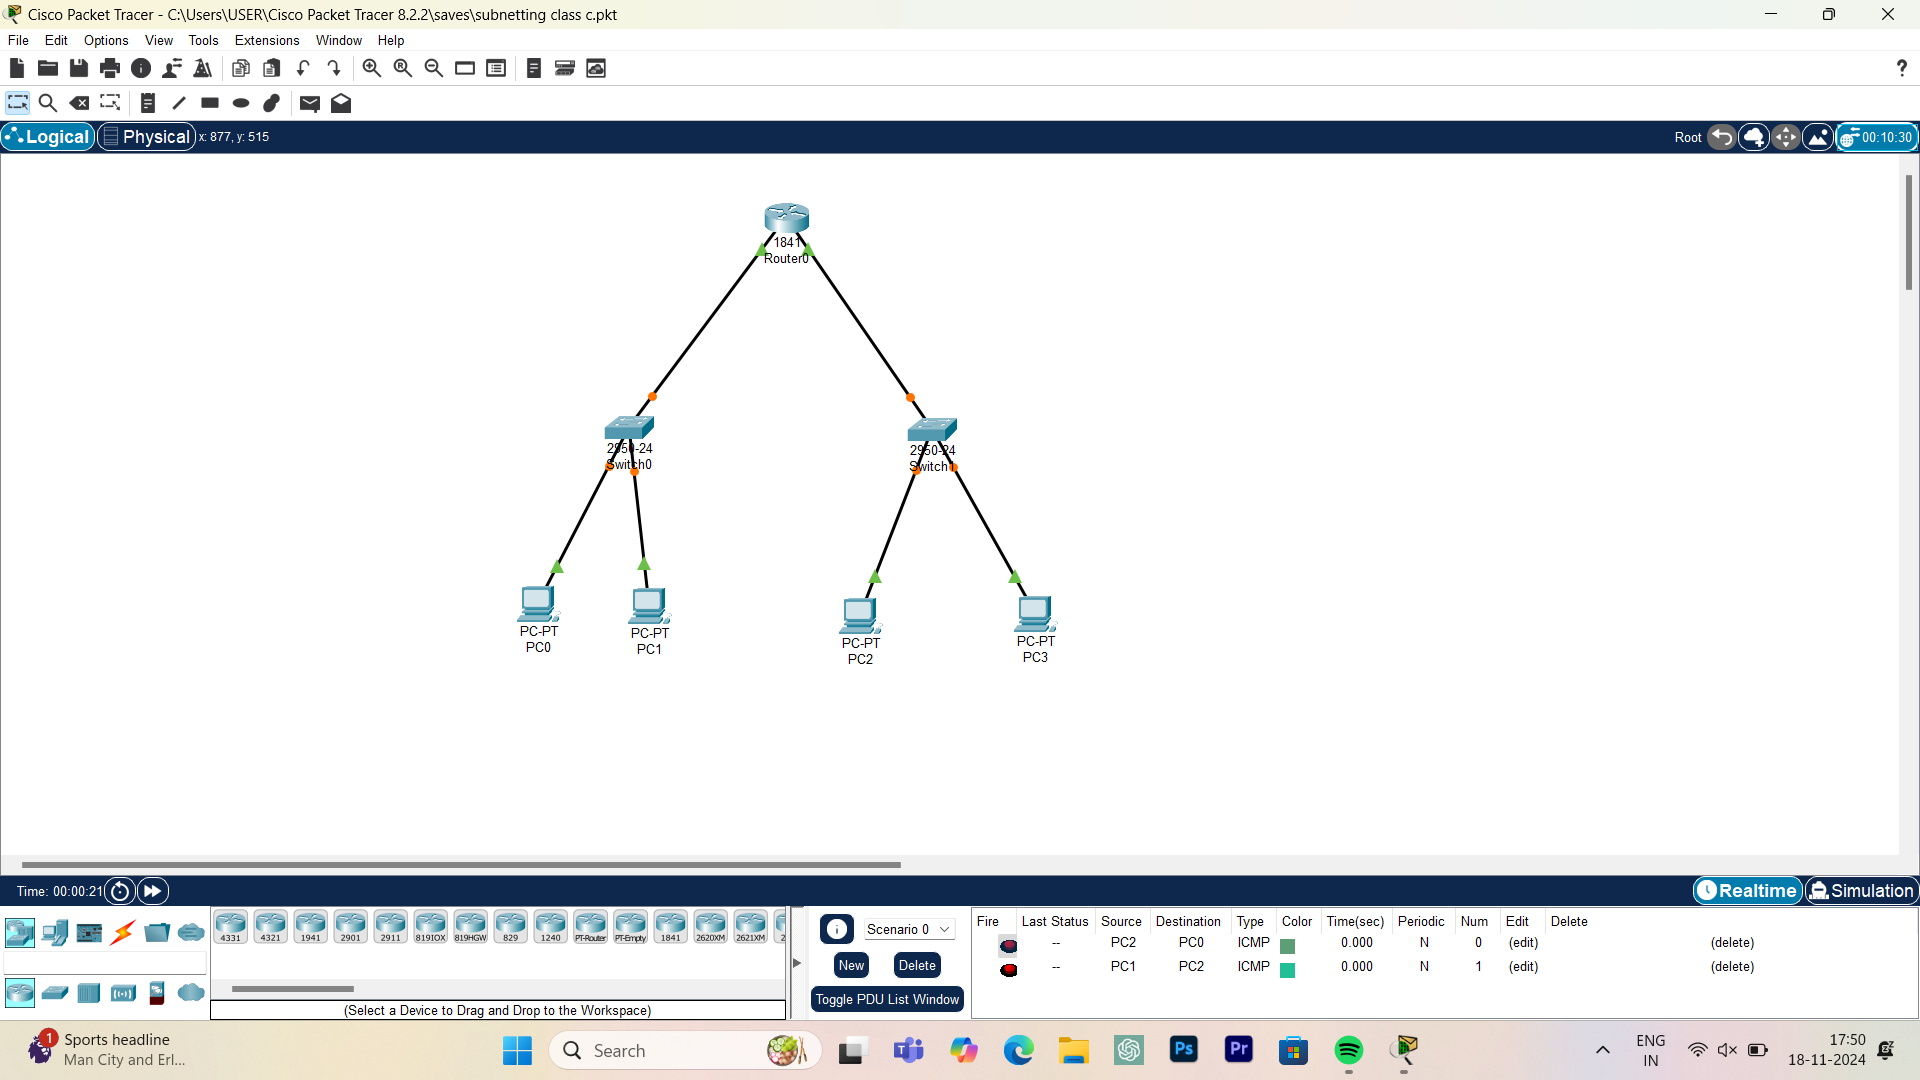 Cisco Packet Tracer - C:\Users\USER\Cisco Packet Tracer 8.2.2\saves\subnetting class c.pkt
File Edit Options View Tools Extensions Window Help
Logical Physical x: 877, y: 515
Root 00:10:30
1841
Router0
2950-24
Switch0
2950-24
Switch1
PC-PT
PC0
PC-PT
PC1
PC-PT
PC2
PC-PT
PC3
Time: 00:00:21
Realtime Simulation
4331 4321 1941 2901 2911 819IOX 819HGW 829 1240 PT-Router PT-Empty 1841 2620XM 2621XM
(Select a Device to Drag and Drop to the Workspace)
Scenario 0
New Delete
Toggle PDU List Window
Fire Last Status Source Destination Type Color Time(sec) Periodic Num Edit Delete
-- PC2 PC0 ICMP 0.000 N 0 (edit) (delete)
-- PC1 PC2 ICMP 0.000 N 1 (edit) (delete)
1
Sports headline
Man City and Erl...
Search
Ps
Pr
ENG
IN
17:50
18-11-2024